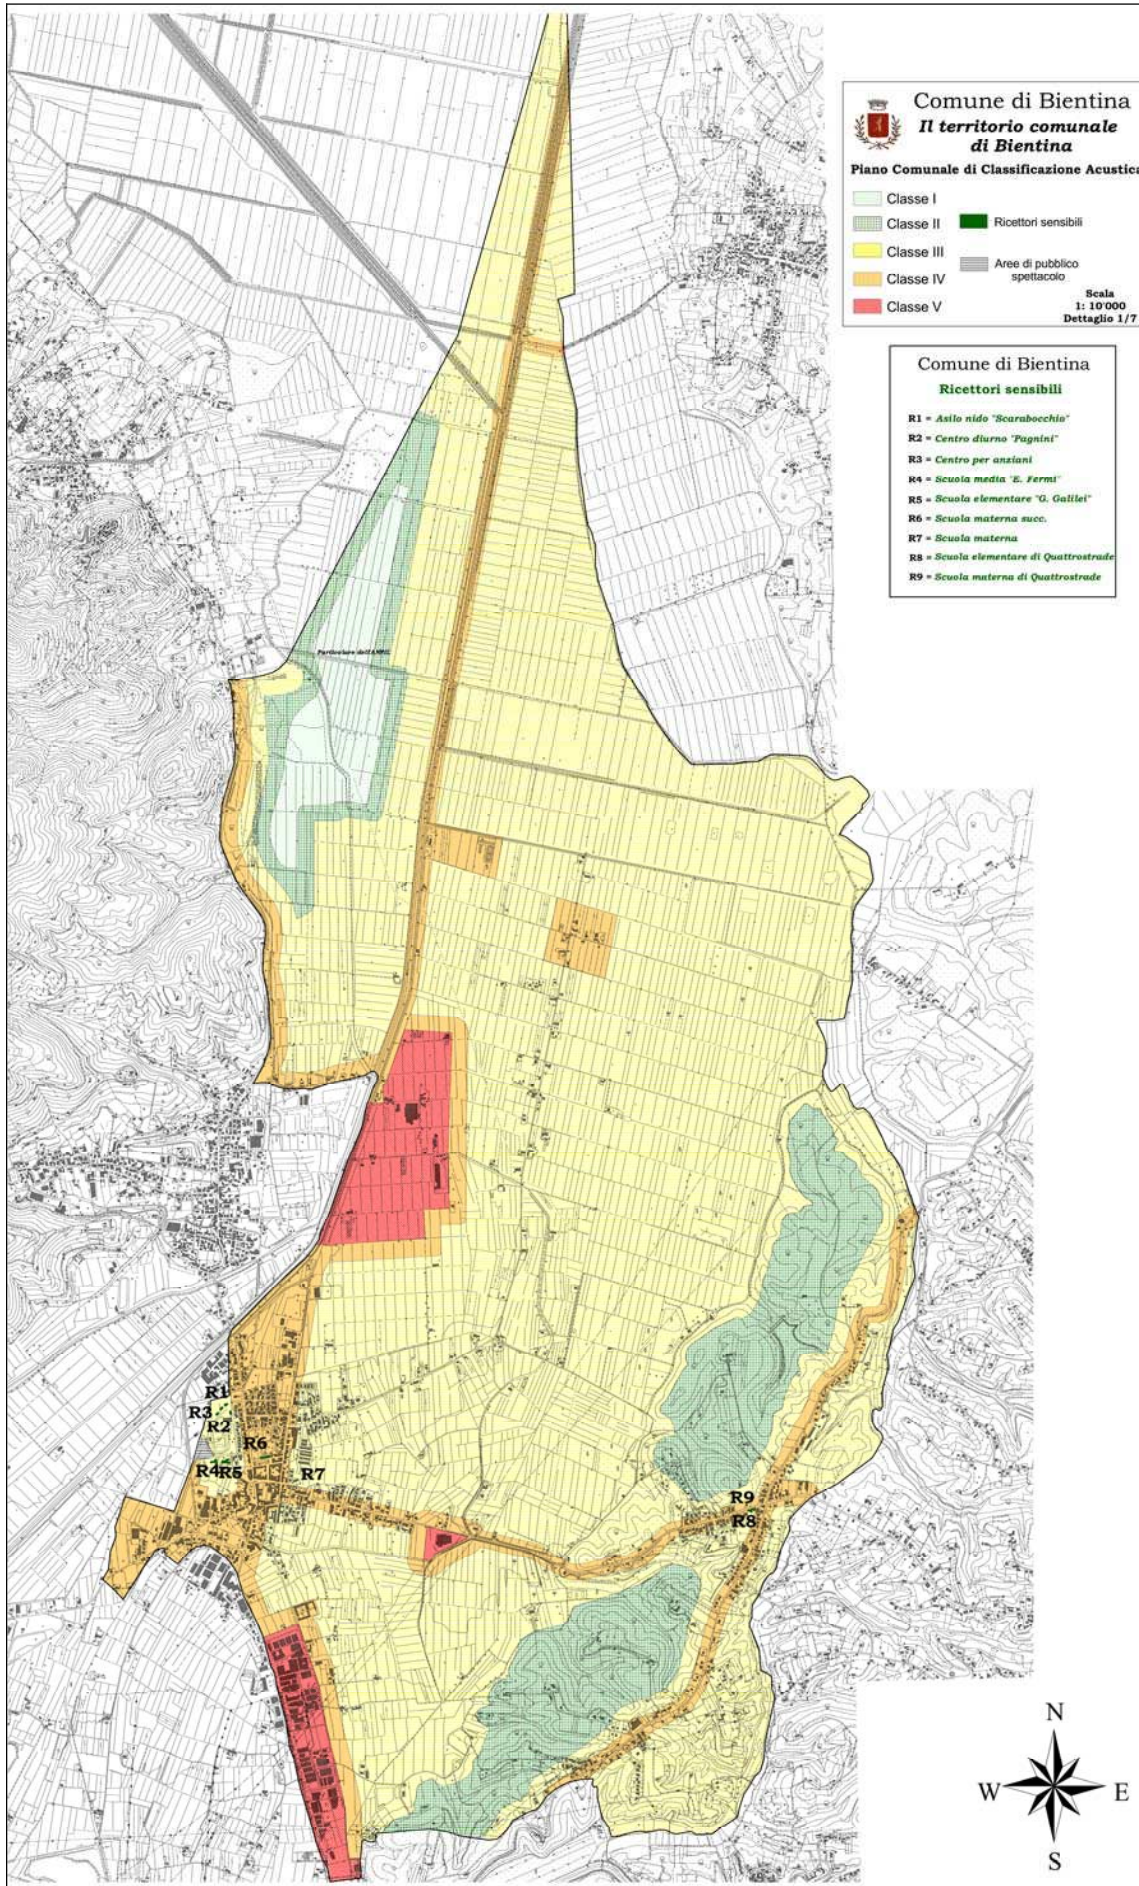 Comune di Bientina
Il territorio comunale
di Bientina
Piano Comunale di Classificazione Acustica
Classe I
Classe II
Ricettori sensibili
Classe III
Classe IV
Aree di pubblico
spettacolo
Classe V
Scala
1: 10'000
Dettaglio 1/7
Comune di Bientina
Ricettori sensibili
R1 = Asilo nido "Scarabocchio"
R2 = Centro diurno "Pagnini"
R3 = Centro per anziani
R4 = Scuola media "E. Fermi"
R5 = Scuola elementare "G. Galilei"
R6 = Scuola materna succ.
R7 = Scuola materna
R8 = Scuola elementare di Quattrostrade
R9 = Scuola materna di Quattrostrade
Particolare dell'ANPIL
R1
R3
R2
R6
R4
R5
R7
R9
R8
N
W
E
S